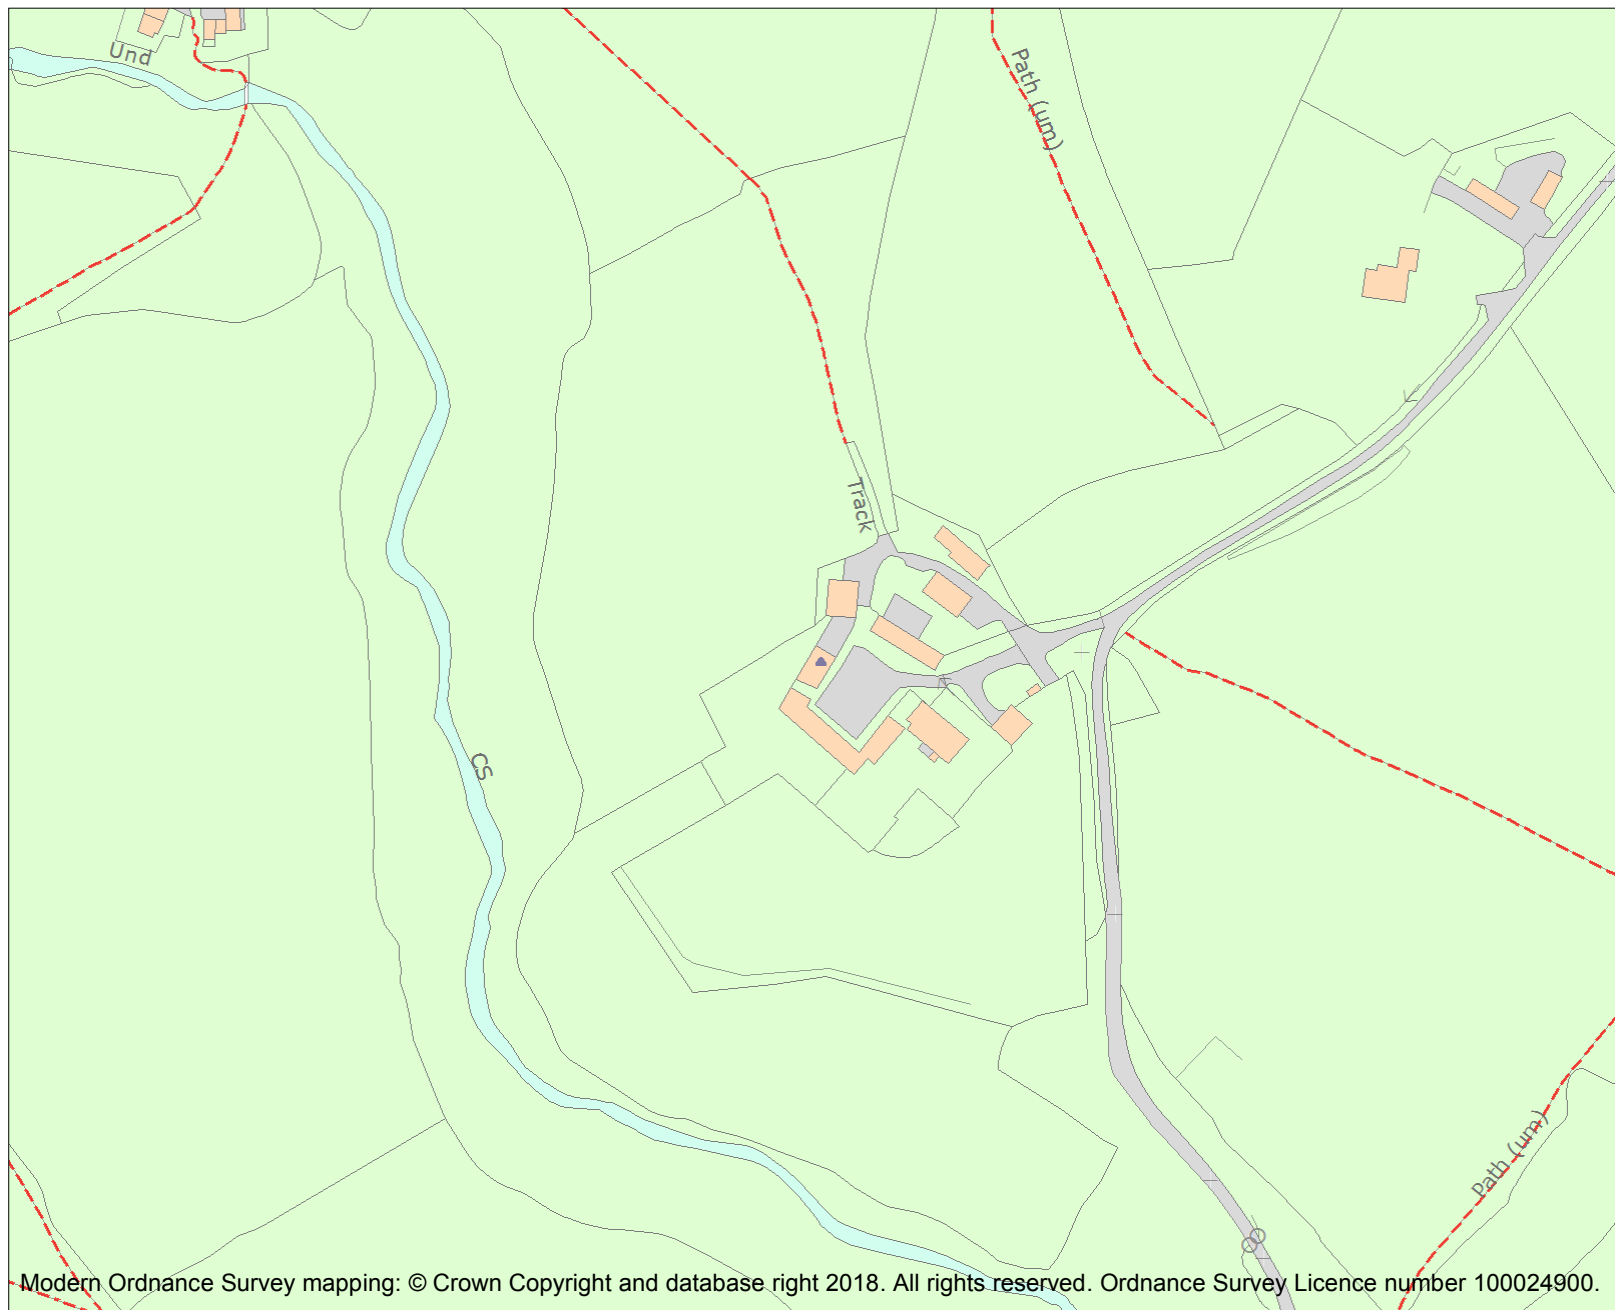 Und
Path (um)
Track
CS
Path (um)
Modern Ordnance Survey mapping: © Crown Copyright and database right 2018. All rights reserved. Ordnance Survey Licence number 100024900.